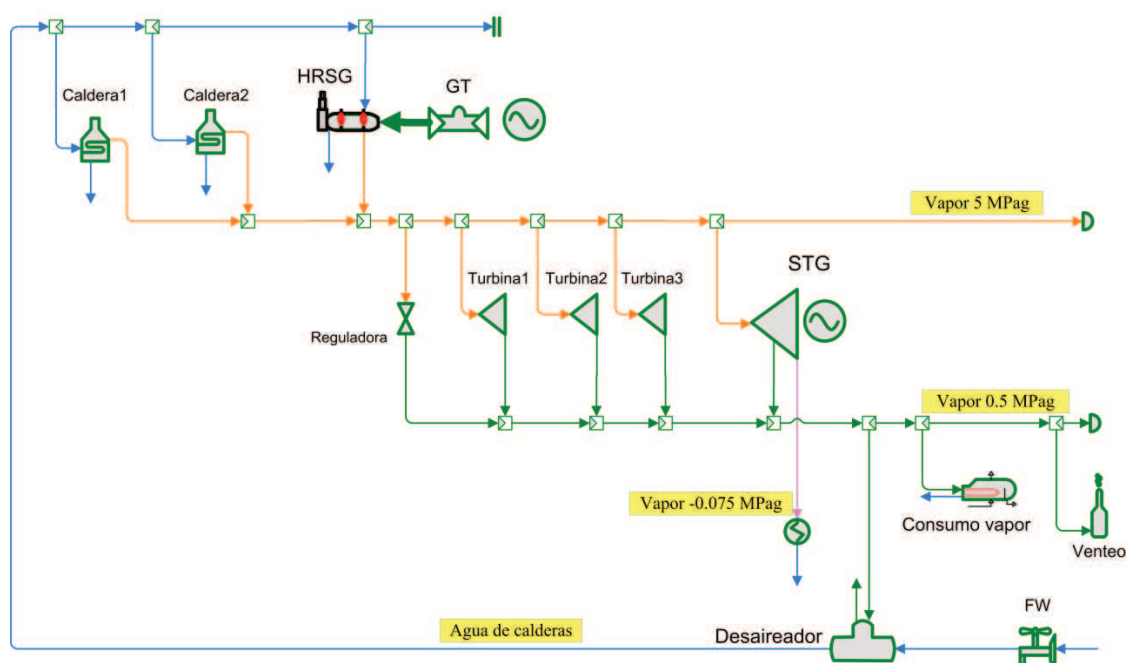 HRSG
GT
Caldera1
Caldera2
Vapor 5 MPag
STG
Turbina1
Turbina2
Turbina3
Reguladora
Vapor 0.5 MPag
Vapor -0.075 MPag
Consumo vapor
Venteo
FW
Agua de calderas
Desaireador